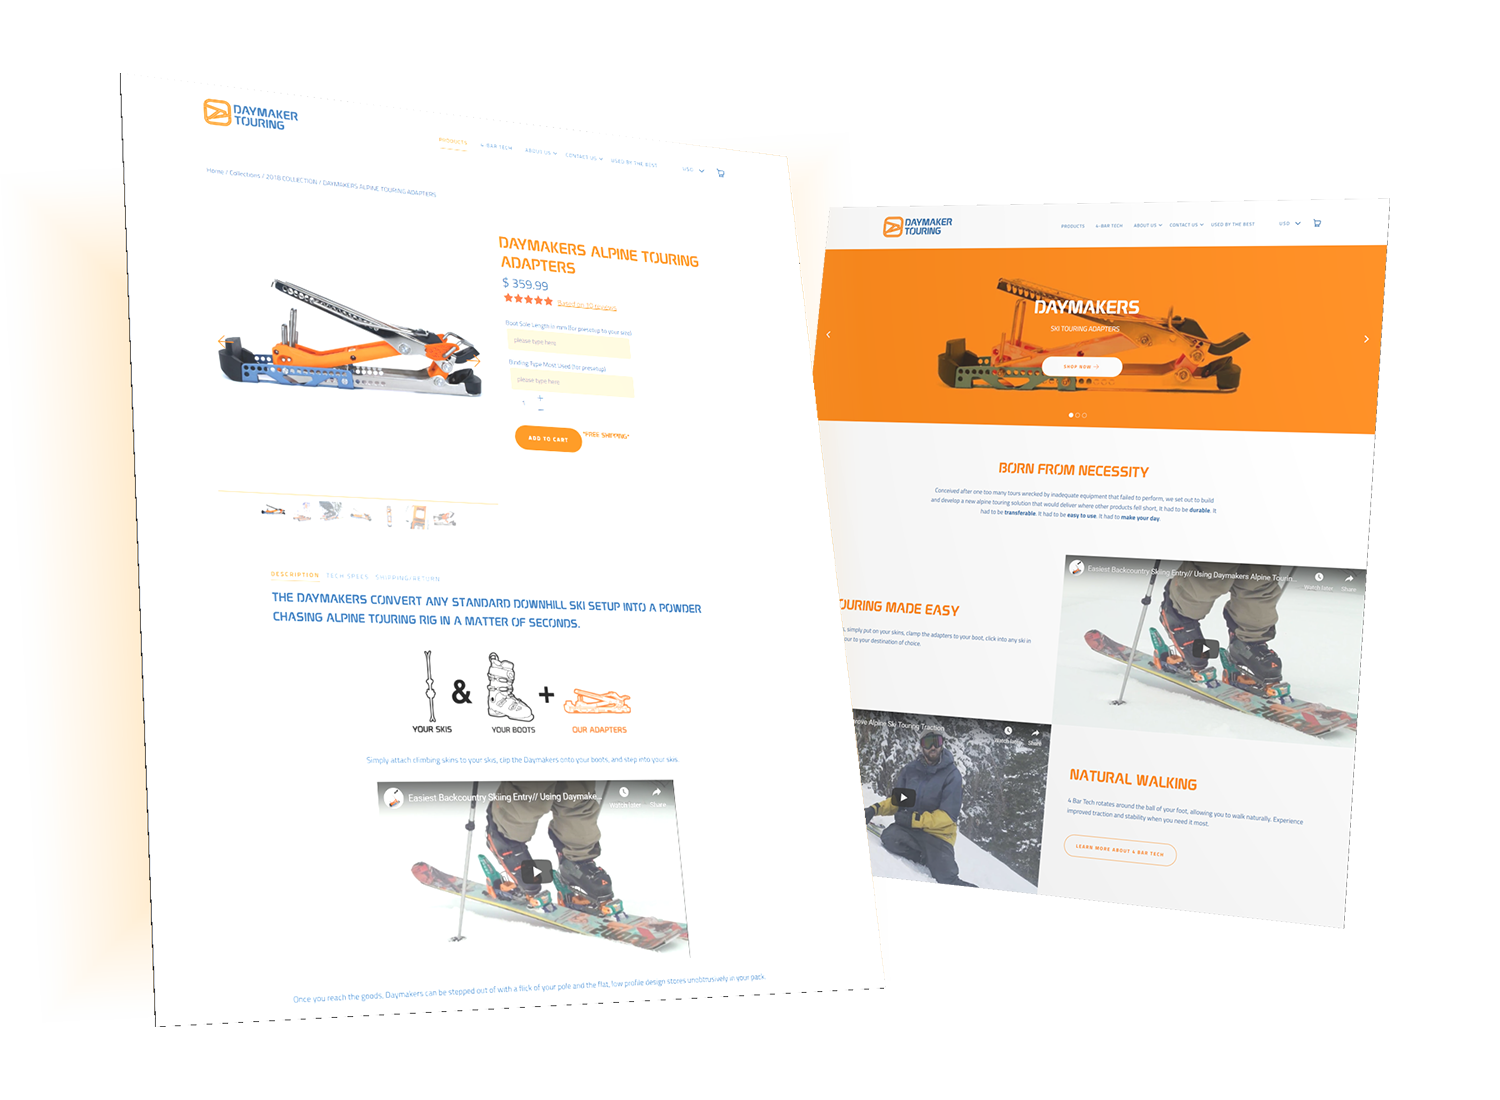 DAYMAKER
TOURING
PRODUCTS 4-BAR TECH ABOUT US CONTACT US USED BY THE BEST USD
Home / Collections / 2018 COLLECTION / DAYMAKERS ALPINE TOURING ADAPTERS
DAYMAKERS ALPINE TOURING
ADAPTERS
$ 359.99
Based on 20 reviews
Boot Sole Length in mm (for presetup to your skis)
please type here
Binding Type Most Used (for presetup)
please type here
+
−
ADD TO CART
*FREE SHIPPING*
DESCRIPTION TECH SPECS SHIPPING/RETURN
THE DAYMAKERS CONVERT ANY STANDARD DOWNHILL SKI SETUP INTO A POWDER
CHASING ALPINE TOURING RIG IN A MATTER OF SECONDS.
& +
YOUR SKIS YOUR BOOTS OUR ADAPTERS
Simply attach climbing skins to your skis, clip the Daymakers onto your boots, and step into your skis.
Easiest Backcountry Skiing Entry// Using Daymake...
Watch later Share
Once you reach the goods, Daymakers can be stepped out of with a flick of your pole and the flat, low profile design stores unobtrusively in your pack.
DAYMAKER
TOURING
PRODUCTS 4-BAR TECH ABOUT US CONTACT US USED BY THE BEST USD
DAYMAKERS
SKI TOURING ADAPTERS
SHOP NOW
BORN FROM NECESSITY
Conceived after one too many tours wrecked by inadequate equipment that failed to perform, we set out to build
and develop a new alpine touring solution that would deliver where other products fell short. It had to be durable. It
had to be transferable. It had to be easy to use. It had to make your day.
OURING MADE EASY
s, simply put on your skins, clamp the adapters to your boot, click into any ski in
our to your destination of choice.
Easiest Backcountry Skiing Entry// Using Daymakers Alpine Tourin...
Watch later Share
Alpine Ski Touring Traction
Watch later Share
NATURAL WALKING
4 Bar Tech rotates around the ball of your foot, allowing you to walk naturally. Experience
improved traction and stability when you need it most.
LEARN MORE ABOUT 4 BAR TECH